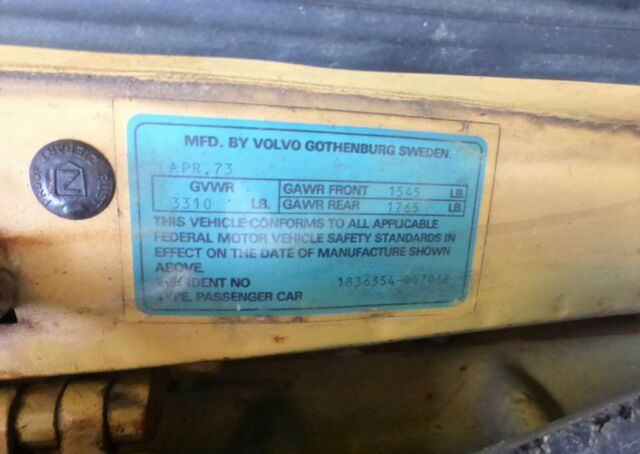 MFD. BY VOLVO GOTHENBURG SWEDEN.
APR.73
GVWR
3310 LB.
GAWR FRONT 1545 LB.
GAWR REAR 1765 LB.
THIS VEHICLE CONFORMS TO ALL APPLICABLE
FEDERAL MOTOR VEHICLE SAFETY STANDARDS IN
EFFECT ON THE DATE OF MANUFACTURE SHOWN
ABOVE.
IDENT NO 1836354-007062
TYPE. PASSENGER CAR
RUST
PROOF
Z